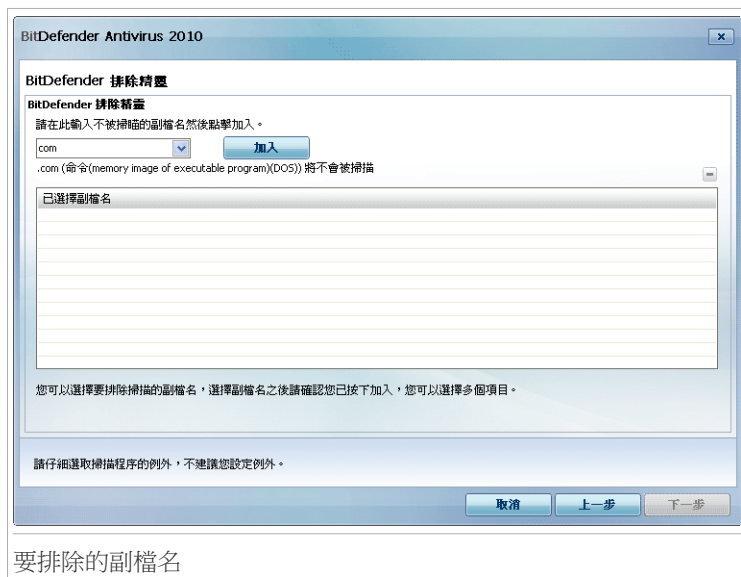 BitDefender Antivirus 2010
BitDefender 排除精靈
BitDefender 排除精靈
請在此輸入不被掃瞄的副檔名然後點擊加入。
com
加入
.com (命令(memory image of executable program)(DOS)) 將不會被掃描
已選擇副檔名
您可以選擇要排除掃描的副檔名，選擇副檔名之後請確認您已按下加入，您可以選擇多個項目。
請仔細選取掃描程序的例外，不建議您設定例外。
取消
上一步
下一步
要排除的副檔名